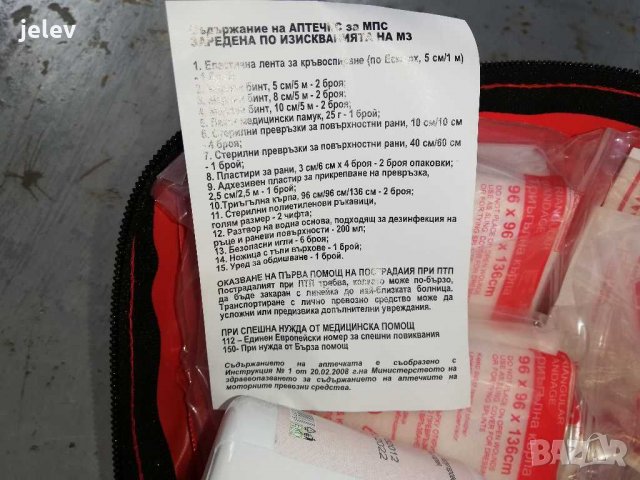 jelev
Съдържание на АПТЕЧКА за МПС
ЗАРЕДЕНА ПО ИЗИСКВАНИЯТА НА МЗ
1. Еластична лента за кръвоспиране (по Есмарх, 5 см/1 м)
бинт, 5 см/5 м - 2 броя;
бинт, 8 см/5 м - 2 броя;
бинт, 10 см/5 м - 2 броя;
5. медицински памук, 25 г - 1 брой;
6. Стерилни превръзки за повърхностни рани, 10 см/10 см
- 4 броя;
7. Стерилни превръзки за повърхностни рани, 40 см/60 см
- 1 брой;
8. Пластири за рани, 3 см/6 см х 4 броя - 2 броя опаковки;
9. Адхезивен пластир за прикрепване на превръзка,
2,5 см/2,5 м - 1 брой;
10. Триъгълна кърпа, 96 см/96 см/136 см - 2 броя;
11. Стерилни полиетиленови ръкавици,
голям размер - 2 чифта;
12. Разтвор на водна основа, подходящ за дезинфекция на
ръце и раневи повърхности - 200 мл;
13. Безопасни игли - 6 броя;
14. Ножица с тъпи върхове - 1 брой;
15. Уред за обдишване - 1 брой.
ОКАЗВАНЕ НА ПЪРВА ПОМОЩ НА ПОСТРАДАЛИЯ ПРИ ПТП
Пострадалият при ПТП трябва, колкото може по-бързо,
да бъде закаран с линейка до най-близката болница.
Транспортиране с лично превозно средство може да
усложни или предизвика допълнителни увреждания.
ПРИ СПЕШНА НУЖДА ОТ МЕДИЦИНСКА ПОМОЩ
112 – Единен Европейски номер за спешни повиквания
150- При нужда от Бърза помощ
Съдържанието на аптечката е съобразено с
Инструкция № 1 от 20.02.2008 г.на Министерството на
здравеопазването за съдържанието на аптечките на
моторните превозни средства.
96 x 96 x 136cm
TRIANGULAR
BANDAGE
96 x 96 x 136cm
2012
2022
BAZAR